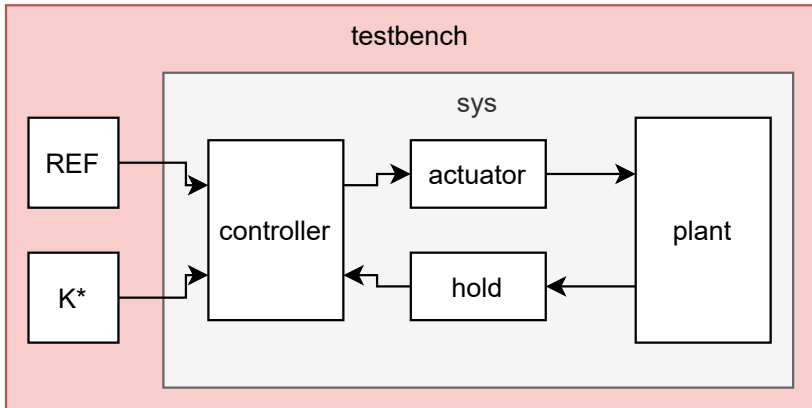 testbench
sys
REF
controller
actuator
plant
K*
hold